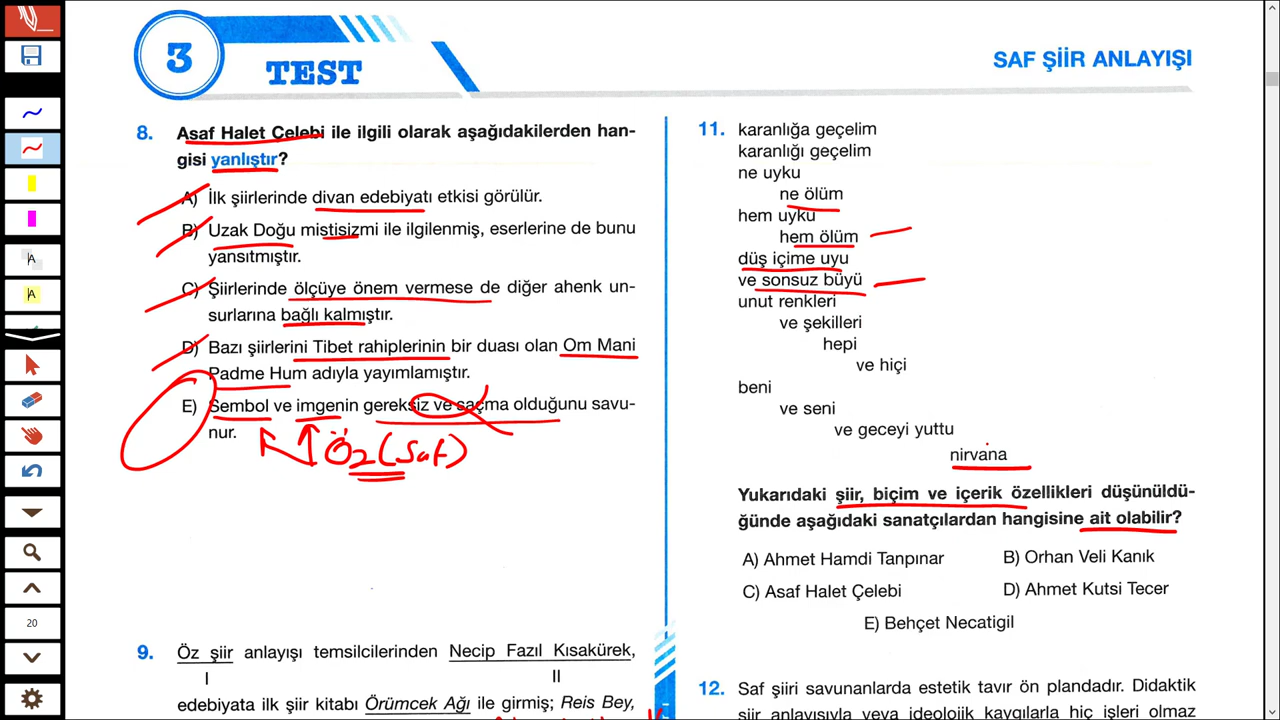 3
TEST
SAF ŞİİR ANLAYIŞI
8. Asaf Halet Çelebi ile ilgili olarak aşağıdakilerden han-
gisi yanlıştır?
A) İlk şiirlerinde divan edebiyatı etkisi görülür.
B) Uzak Doğu mistisizmi ile ilgilenmiş, eserlerine de bunu
yansıtmıştır.
C) Şiirlerinde ölçüye önem vermese de diğer ahenk un-
surlarına bağlı kalmıştır.
D) Bazı şiirlerini Tibet rahiplerinin bir duası olan Om Mani
Padme Hum adıyla yayımlamıştır.
E) Sembol ve imgenin gereksiz ve saçma olduğunu savu-
nur.
Öz (Saf)
9. Öz şiir anlayışı temsilcilerinden Necip Fazıl Kısakürek,
I
II
edebiyata ilk şiir kitabı Örümcek Ağı ile girmiş; Reis Bey,
11. karanlığa geçelim
karanlığı geçelim
ne uyku
ne ölüm
hem uyku
hem ölüm
düş içime uyu
ve sonsuz büyü
unut renkleri
ve şekilleri
hepi
ve hiçi
beni
ve seni
ve geceyi yuttu
nirvana
Yukarıdaki şiir, biçim ve içerik özellikleri düşünüldü-
ğünde aşağıdaki sanatçılardan hangisine ait olabilir?
A) Ahmet Hamdi Tanpınar
B) Orhan Veli Kanık
C) Asaf Halet Çelebi
D) Ahmet Kutsi Tecer
E) Behçet Necatigil
12. Saf şiiri savunanlarda estetik tavır ön plandadır. Didaktik
şiir anlayışıyla veya ideolojik kaygılarla hiç işleri olmaz
A
A
20